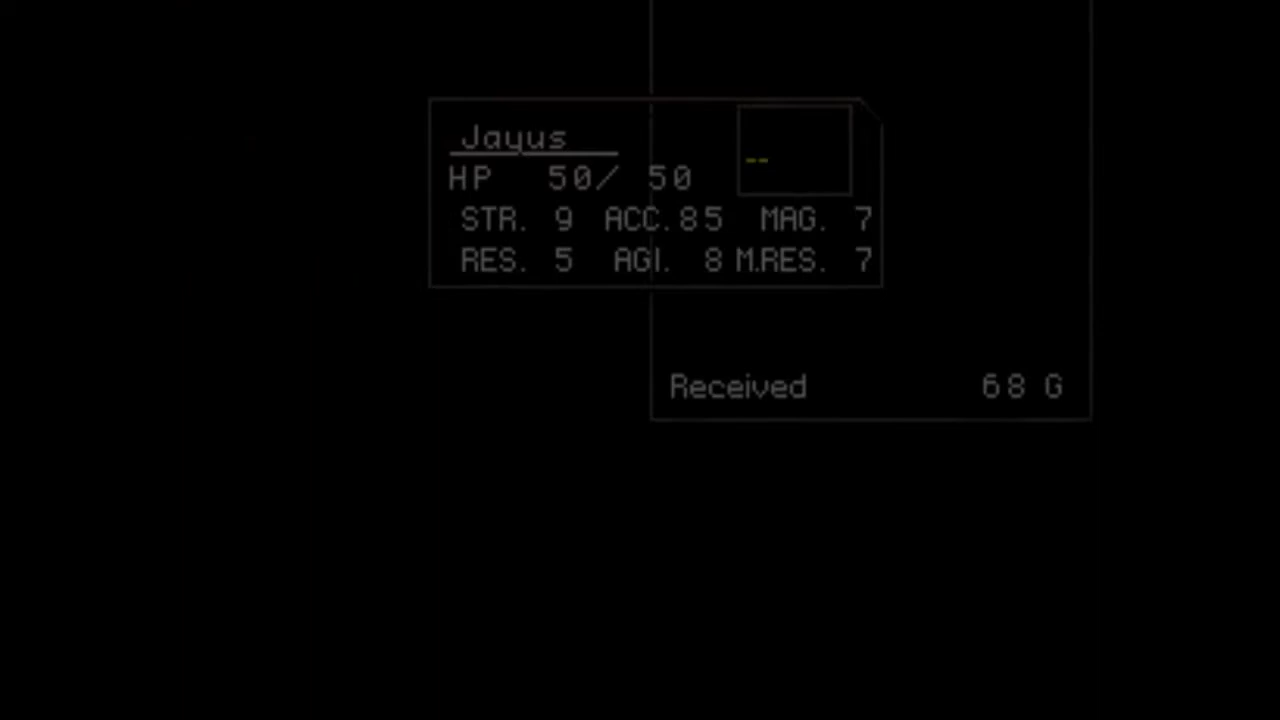 Jayus
--
HP 50/ 50
STR. 9 ACC. 85 MAG. 7
RES. 5 AGI. 8 M.RES. 7
Received 68 G